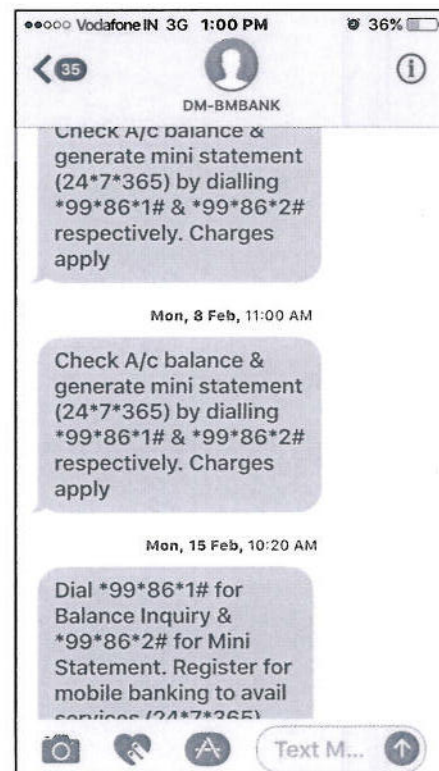 Vodafone IN 3G 1:00 PM 36%
35
DM-BMBANK
Check A/c balance &
generate mini statement
(24*7*365) by dialling
*99*86*1# & *99*86*2#
respectively. Charges
apply
Mon, 8 Feb, 11:00 AM
Check A/c balance &
generate mini statement
(24*7*365) by dialling
*99*86*1# & *99*86*2#
respectively. Charges
apply
Mon, 15 Feb, 10:20 AM
Dial *99*86*1# for
Balance Inquiry &
*99*86*2# for Mini
Statement. Register for
mobile banking to avail
services (24*7*365)
Text M...